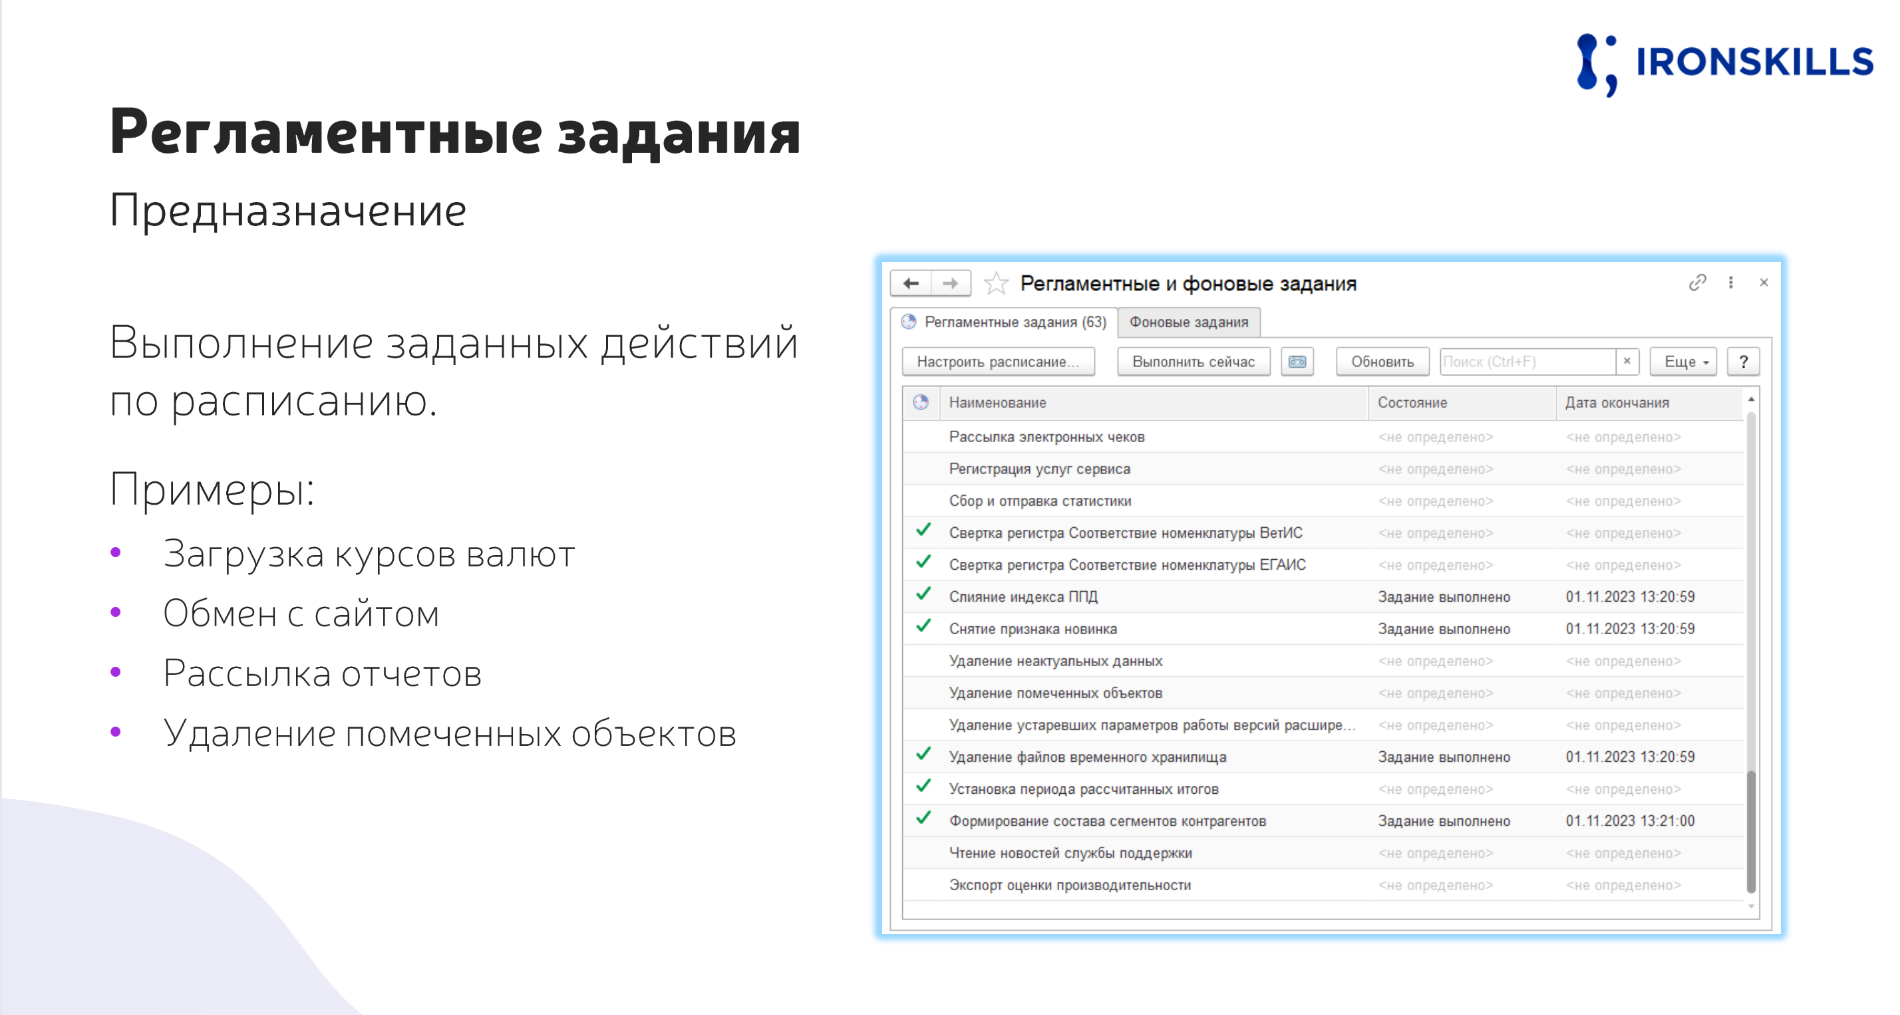 IRONSKILLS
Регламентные задания
Предназначение
Выполнение заданных действий
по расписанию.
Примеры:
• Загрузка курсов валют
• Обмен с сайтом
• Рассылка отчетов
• Удаление помеченных объектов
Регламентные и фоновые задания
Регламентные задания (63) Фоновые задания
Настроить расписание... Выполнить сейчас Обновить Поиск (Ctrl+F) × Еще ?
Наименование Состояние Дата окончания
Рассылка электронных чеков <не определено> <не определено>
Регистрация услуг сервиса <не определено> <не определено>
Сбор и отправка статистики <не определено> <не определено>
Свертка регистра Соответствие номенклатуры ВетИС <не определено> <не определено>
Свертка регистра Соответствие номенклатуры ЕГАИС <не определено> <не определено>
Слияние индекса ППД Задание выполнено 01.11.2023 13:20:59
Снятие признака новинка Задание выполнено 01.11.2023 13:20:59
Удаление неактуальных данных <не определено> <не определено>
Удаление помеченных объектов <не определено> <не определено>
Удаление устаревших параметров работы версий расшире... <не определено> <не определено>
Удаление файлов временного хранилища Задание выполнено 01.11.2023 13:20:59
Установка периода рассчитанных итогов <не определено> <не определено>
Формирование состава сегментов контрагентов Задание выполнено 01.11.2023 13:21:00
Чтение новостей службы поддержки <не определено> <не определено>
Экспорт оценки производительности <не определено> <не определено>